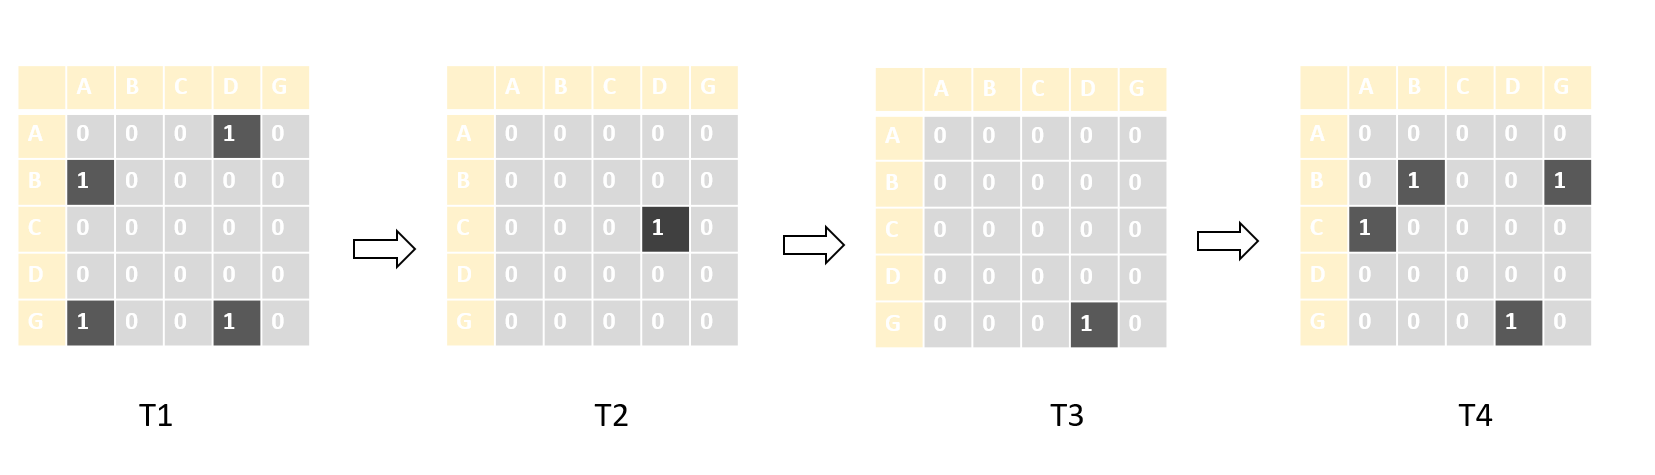 A B C D G
A 0 0 0 1 0
B 1 0 0 0 0
C 0 0 0 0 0
D 0 0 0 0 0
G 1 0 0 1 0
T1
A B C D G
A 0 0 0 0 0
B 0 0 0 0 0
C 0 0 0 1 0
D 0 0 0 0 0
G 0 0 0 0 0
T2
A B C D G
A 0 0 0 0 0
B 0 0 0 0 0
C 0 0 0 0 0
D 0 0 0 0 0
G 0 0 0 1 0
T3
A B C D G
A 0 0 0 0 0
B 0 1 0 0 1
C 1 0 0 0 0
D 0 0 0 0 0
G 0 0 0 1 0
T4